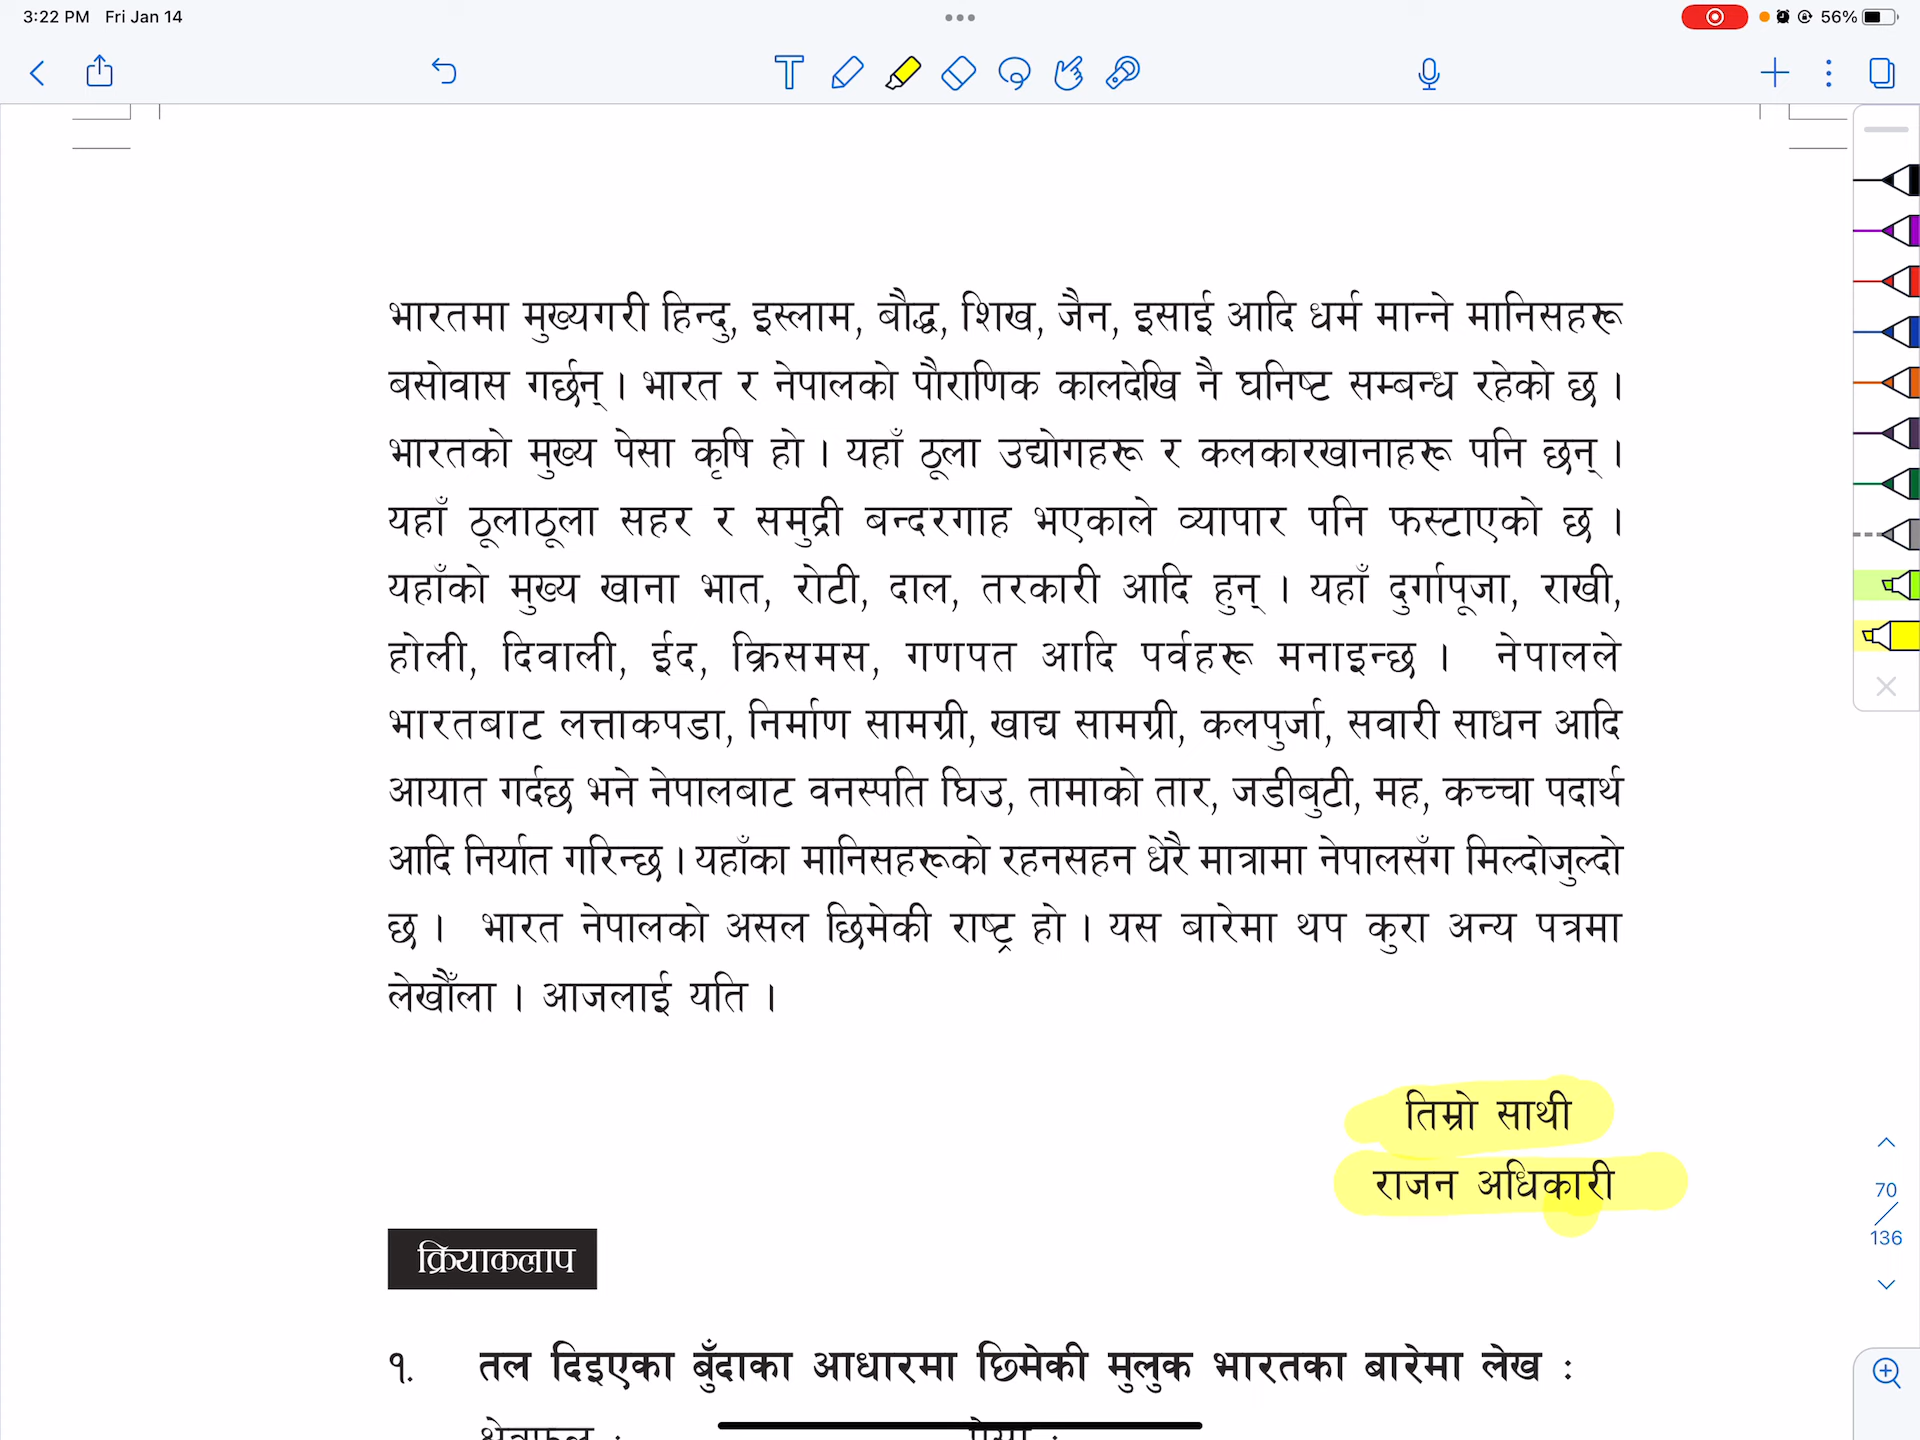 3:22 PM Fri Jan 14
56%
भारतमा मुख्यगरी हिन्दु, इस्लाम, बौद्ध, शिख, जैन, इसाई आदि धर्म मान्ने मानिसहरू
बसोवास गर्छन् । भारत र नेपालको पौराणिक कालदेखि नै घनिष्ट सम्बन्ध रहेको छ ।
भारतको मुख्य पेसा कृषि हो । यहाँ ठूला उद्योगहरू र कलकारखानाहरू पनि छन् ।
यहाँ ठूलाठूला सहर र समुद्री बन्दरगाह भएकाले व्यापार पनि फस्टाएको छ ।
यहाँको मुख्य खाना भात, रोटी, दाल, तरकारी आदि हुन् । यहाँ दुर्गापूजा, राखी,
होली, दिवाली, ईद, क्रिसमस, गणपत आदि पर्वहरू मनाइन्छ । नेपालले
भारतबाट लत्ताकपडा, निर्माण सामग्री, खाद्य सामग्री, कलपुर्जा, सवारी साधन आदि
आयात गर्दछ भने नेपालबाट वनस्पति घिउ, तामाको तार, जडीबुटी, मह, कच्चा पदार्थ
आदि निर्यात गरिन्छ । यहाँका मानिसहरूको रहनसहन धेरै मात्रामा नेपालसँग मिल्दोजुल्दो
छ । भारत नेपालको असल छिमेकी राष्ट्र हो । यस बारेमा थप कुरा अन्य पत्रमा
लेखौँला । आजलाई यति ।
तिम्रो साथी
राजन अधिकारी
70
136
क्रियाकलाप
१. तल दिइएका बुँदाका आधारमा छिमेकी मुलुक भारतका बारेमा लेख :